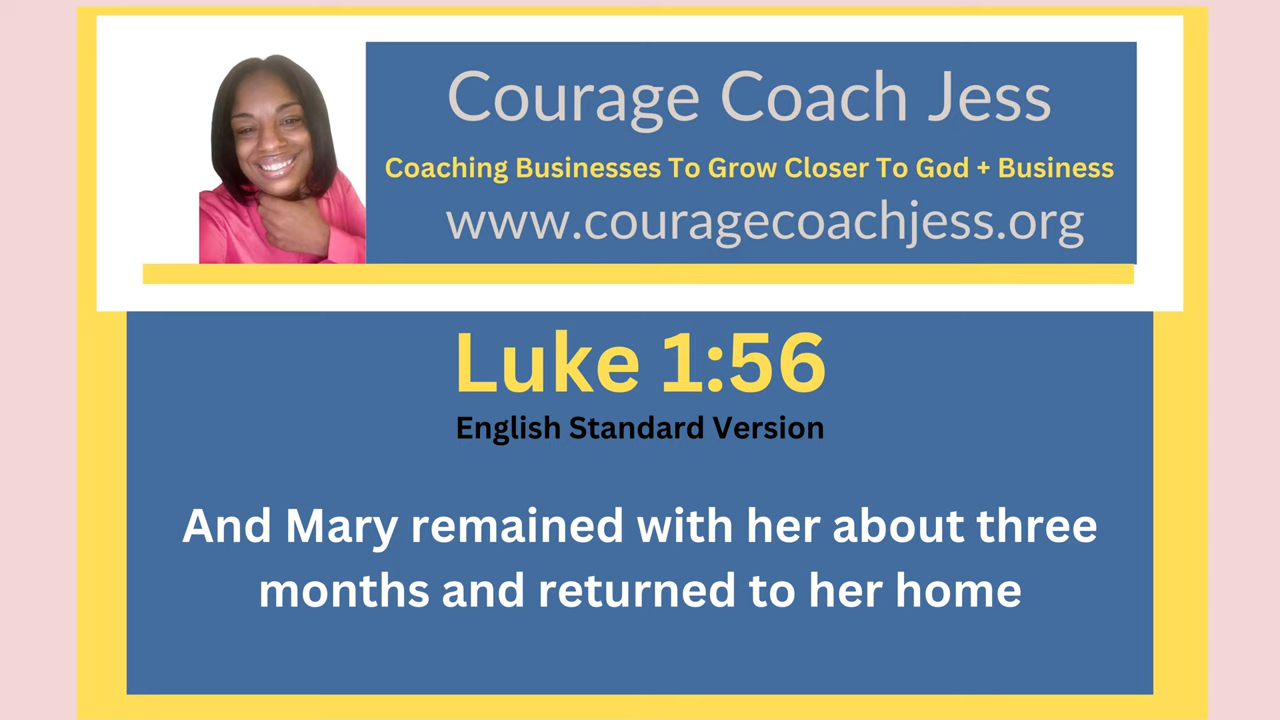 Courage Coach Jess
Coaching Businesses To Grow Closer To God + Business
www.couragecoachjess.org
Luke 1:56
English Standard Version
And Mary remained with her about three
months and returned to her home